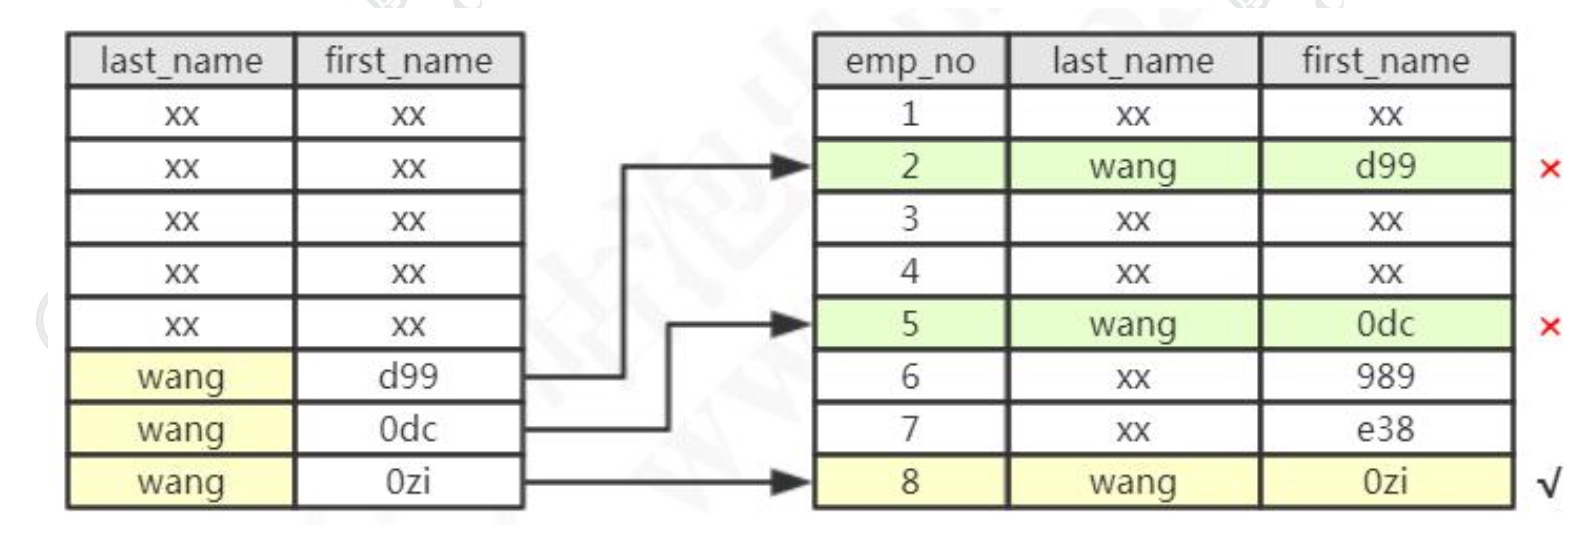 last_name first_name
xx xx
xx xx
xx xx
xx xx
xx xx
wang d99
wang 0dc
wang 0zi
emp_no last_name first_name
1 xx xx
2 wang d99 ×
3 xx xx
4 xx xx
5 wang 0dc ×
6 xx 989
7 xx e38
8 wang 0zi √